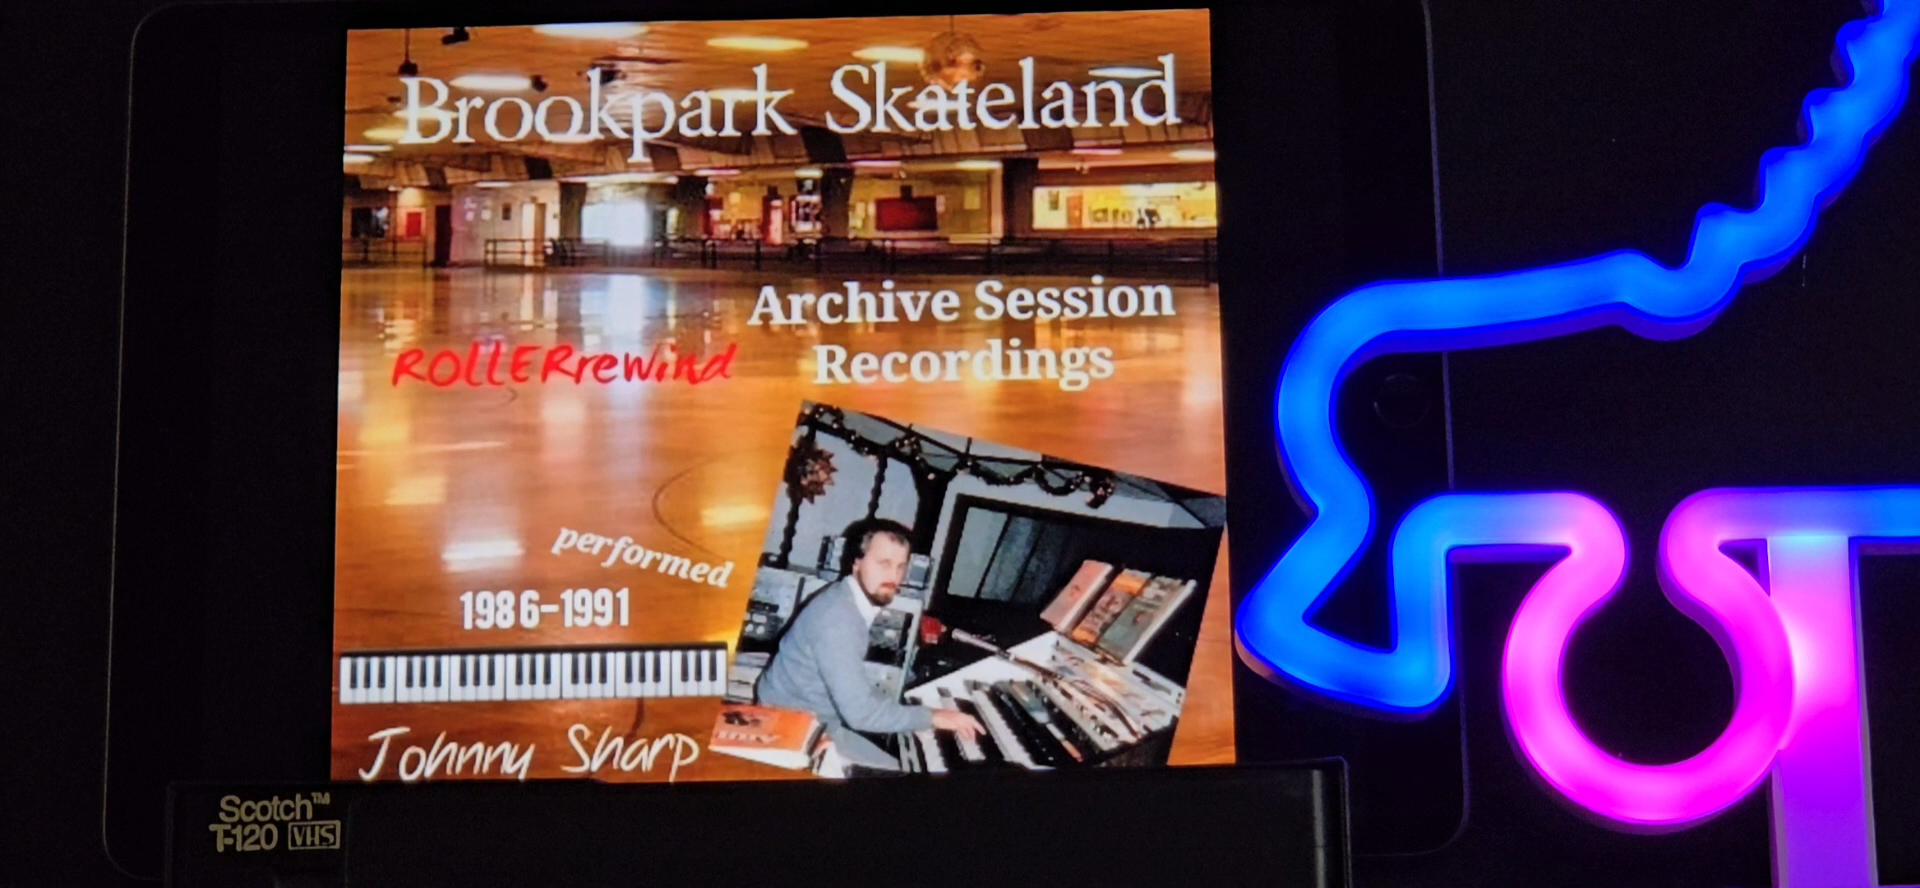 Brookpark Skateland
Archive Session
Recordings
ROLLERrewind
performed
1986-1991
Johnny Sharp
Scotch™
T-120 VHS